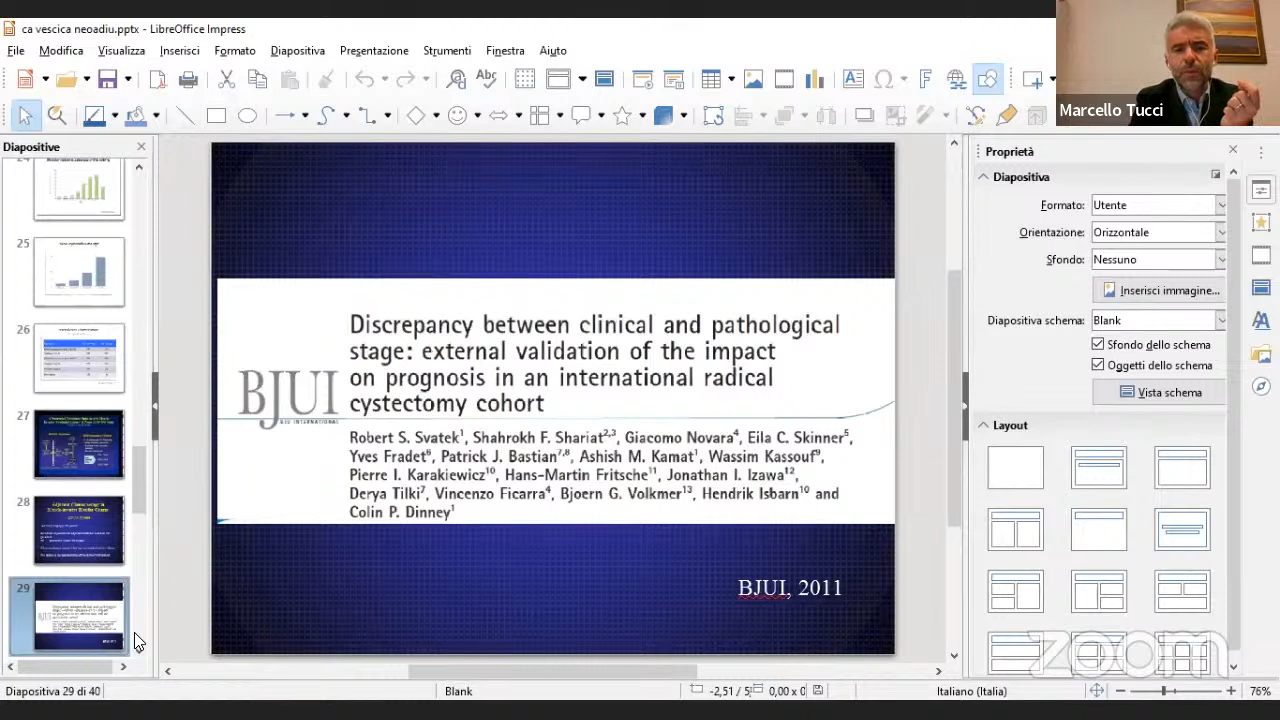 ca vescica neoadiu.pptx - LibreOffice Impress
File Modifica Visualizza Inserisci Formato Diapositiva Presentazione Strumenti Finestra Aiuto
Marcello Tucci
Diapositive
25
26
27
28
29
Discrepancy between clinical and pathological
stage: external validation of the impact
on prognosis in an international radical
cystectomy cohort
BJUI
BJU INTERNATIONAL
Robert S. Svatek1, Shahrokh F. Shariat2,3, Giacomo Novara4, Eila C. Skinner5,
Yves Fradet6, Patrick J. Bastian7,8, Ashish M. Kamat1, Wassim Kassouf9,
Pierre I. Karakiewicz10, Hans-Martin Fritsche11, Jonathan I. Izawa12,
Derya Tilki7, Vincenzo Ficarra4, Bjoern G. Volkmer13, Hendrik Isbarn10 and
Colin P. Dinney1
BJUI, 2011
Proprietà
Diapositiva
Formato: Utente
Orientazione: Orizzontale
Sfondo: Nessuno
Inserisci immagine...
Diapositiva schema: Blank
Sfondo dello schema
Oggetti dello schema
Vista schema
Layout
zoom
Diapositiva 29 di 40
Blank
-2,51 / 5
0,00 x 0
Italiano (Italia)
76%